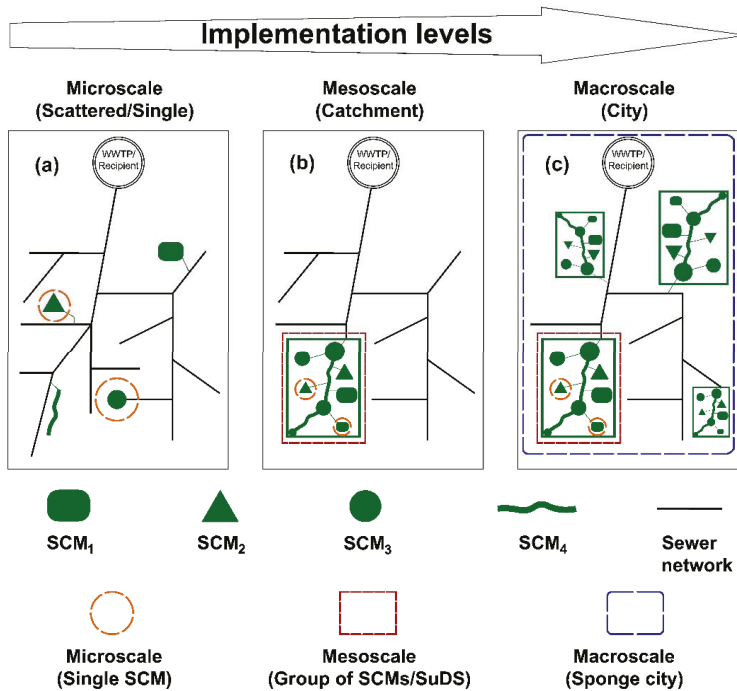 Implementation levels
Microscale
(Scattered/Single)
Mesoscale
(Catchment)
Macroscale
(City)
(a)
WWTP/
Recipient
(b)
WWTP/
Recipient
(c)
WWTP/
Recipient
SCM₁
SCM₂
SCM₃
SCM₄
Sewer
network
Microscale
(Single SCM)
Mesoscale
(Group of SCMs/SuDS)
Macroscale
(Sponge city)